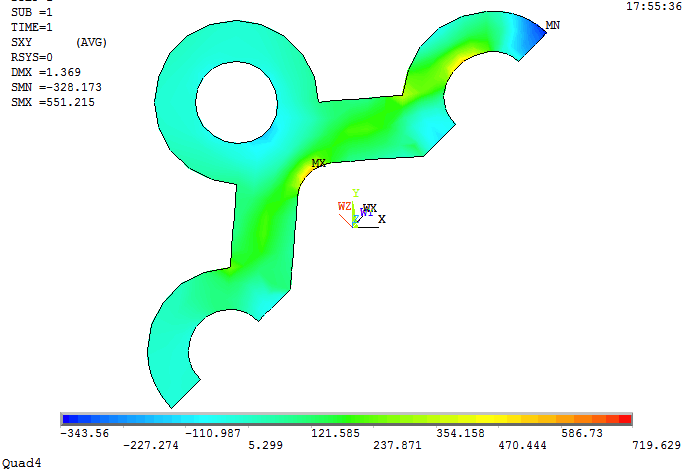 SUB =1
17:55:36
TIME=1
SXY (AVG)
RSYS=0
DMX =1.369
SMN =-328.173
SMX =551.215
MN
MX
Y
WZ
WX
WY
Z
X
-343.56 -110.987 121.585 354.158 586.73
-227.274 5.299 237.871 470.444 719.629
Quad4